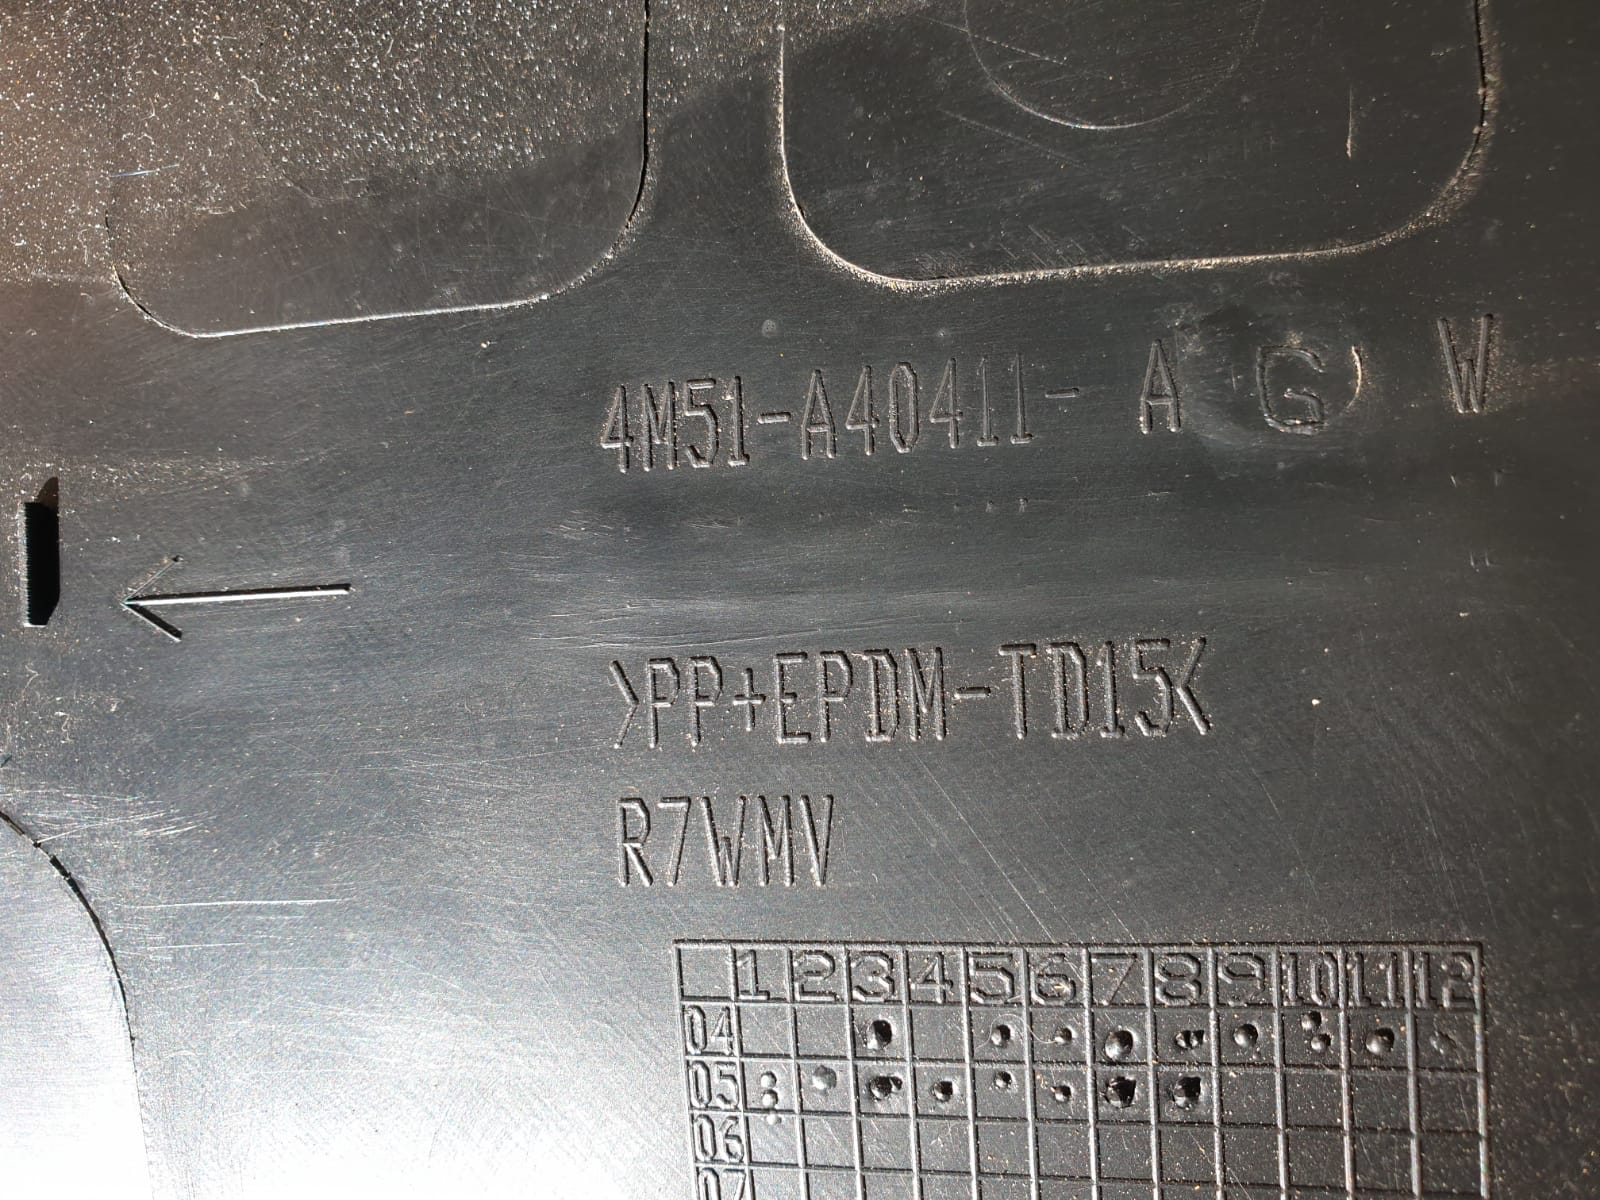 4M51-A40411- A G W
>PP+EPDM-TD15<
R7WMV
1 2 3 4 5 6 7 8 9 10 11 12
04
05
06